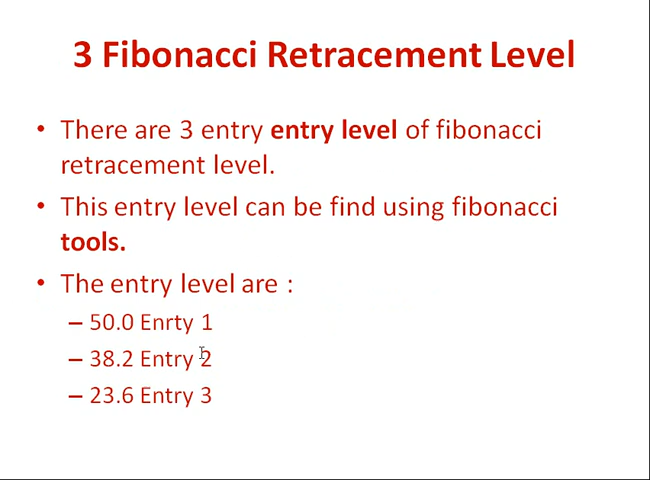 3 Fibonacci Retracement Level
• There are 3 entry entry level of fibonacci
retracement level.
• This entry level can be find using fibonacci
tools.
• The entry level are :
– 50.0 Enrty 1
– 38.2 Entry 2
– 23.6 Entry 3